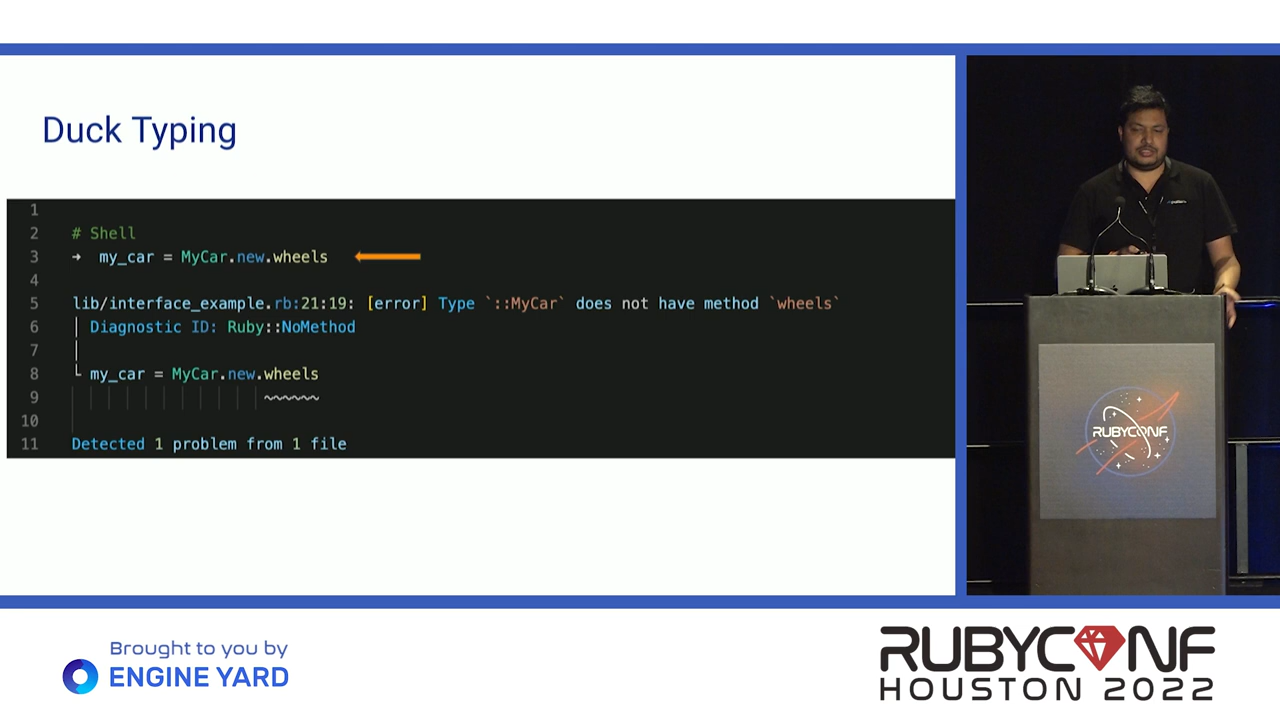 Duck Typing
1
2 # Shell
3 → my_car = MyCar.new.wheels
4
5 lib/interface_example.rb:21:19: [error] Type `::MyCar` does not have method `wheels`
6 │ Diagnostic ID: Ruby::NoMethod
7 │
8 └ my_car = MyCar.new.wheels
9 ~~~~~~
10
11 Detected 1 problem from 1 file
RUBYCONF
Brought to you by
ENGINE YARD
RUBYCONF
HOUSTON 2022